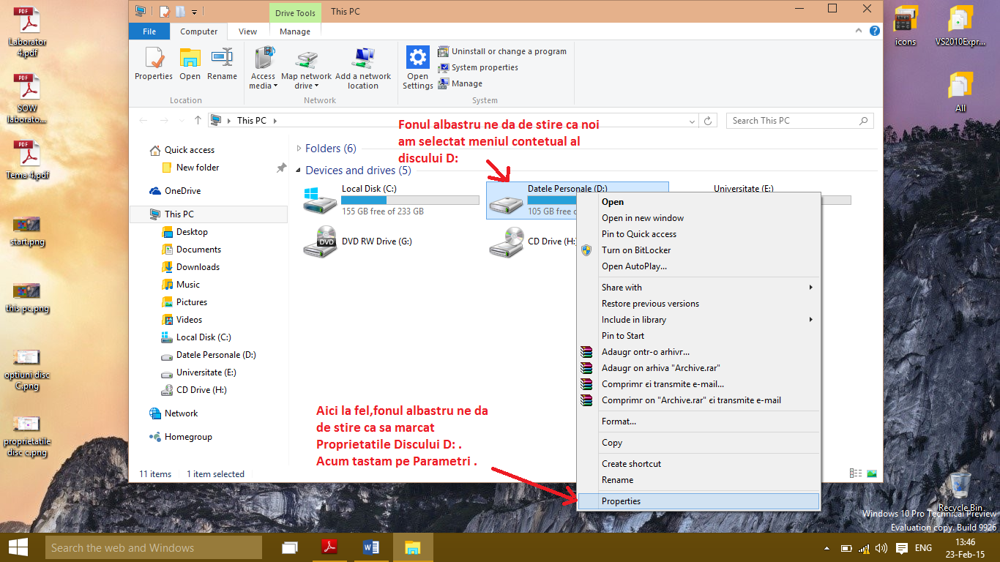 Laborator
4.pdf
SOW
laborato...
Tema 4.pdf
start.png
this pc.png
optiuni disc
C.png
proprietatile
disc c.png
Drive Tools
This PC
File
Computer
View
Manage
Properties
Open
Rename
Access
media
Map network
drive
Add a network
location
Open
Settings
Uninstall or change a program
System properties
Manage
Location
Network
System
This PC
Search This PC
Fonul albastru ne da de stire ca noi
am selectat meniul contetual al
discului D:
Quick access
New folder
OneDrive
This PC
Desktop
Documents
Downloads
Music
Pictures
Videos
Local Disk (C:)
Datele Personale (D:)
Universitate (E:)
CD Drive (H:)
Network
Homegroup
Folders (6)
Devices and drives (5)
Local Disk (C:)
155 GB free of 233 GB
Datele Personale (D:)
105 GB free
Universitate (E:)
DVD
DVD RW Drive (G:)
CD Drive (H:
Open
Open in new window
Pin to Quick access
Turn on BitLocker
Open AutoPlay...
Share with
Restore previous versions
Include in library
Pin to Start
Adaugr ontr-o arhivr...
Adaugr on arhiva "Archive.rar"
Comprimr ei transmite e-mail...
Comprimr on "Archive.rar" ei transmite e-mail
Format...
Copy
Create shortcut
Rename
Properties
Aici la fel,fonul albastru ne da
de stire ca sa marcat
Proprietatile Discului D: .
Acum tastam pe Parametri .
11 items
1 item selected
icons
VS2010Expr...
All
Recycle Bin
Windows 10 Pro Technical Preview
Evaluation copy. Build 9926
Search the web and Windows
ENG
13:46
23-Feb-15